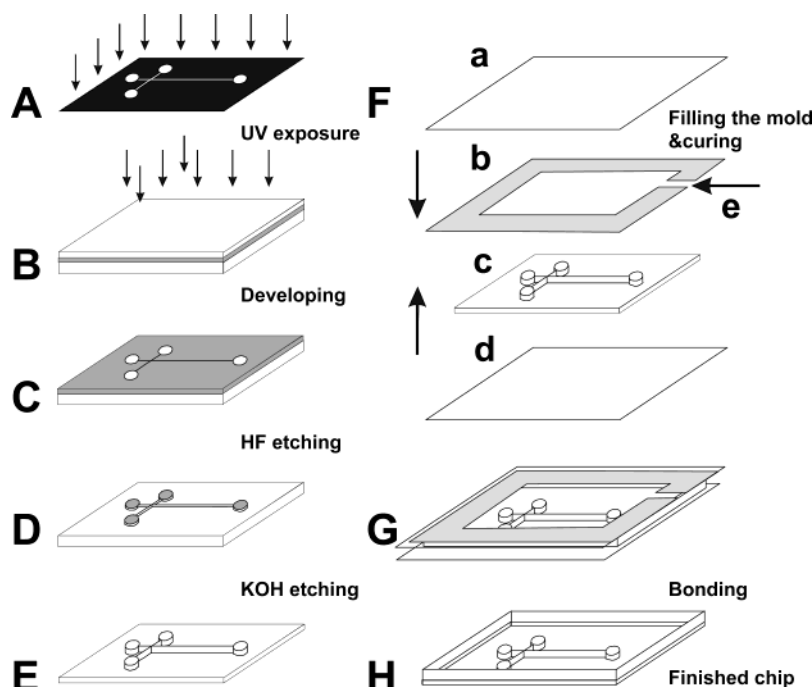 A
UV exposure
B
Developing
C
HF etching
D
KOH etching
E
F
a
Filling the mold
&curing
b
e
c
d
G
Bonding
H
Finished chip